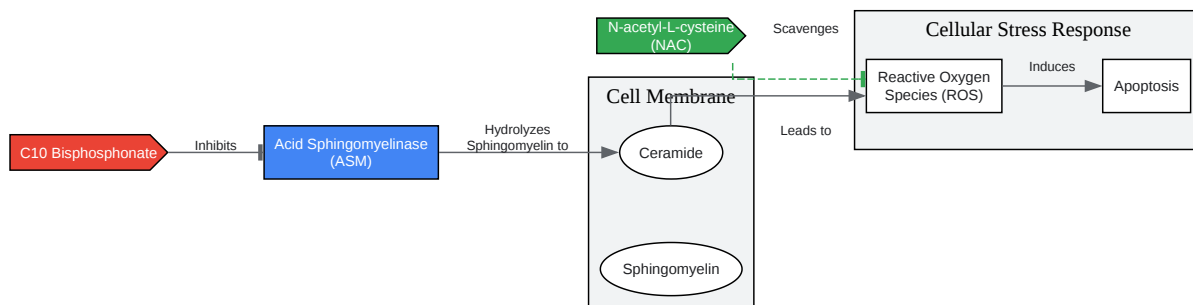 N-acetyl-L-cysteine
(NAC)
Scavenges
Cellular Stress Response
Reactive Oxygen
Species (ROS)
Induces
Apoptosis
Cell Membrane
Leads to
C10 Bisphosphonate
Inhibits
Acid Sphingomyelinase
(ASM)
Hydrolyzes
Sphingomyelin to
Ceramide
Sphingomyelin